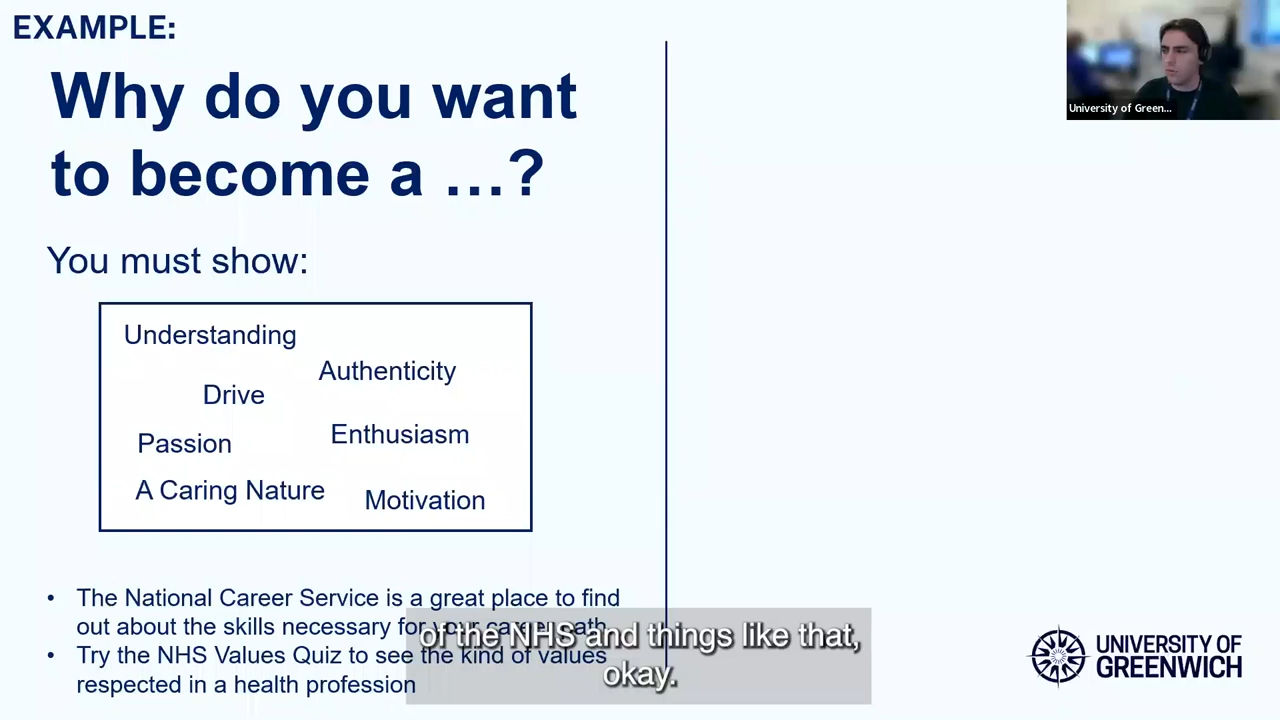 EXAMPLE:
Why do you want
to become a ...?
You must show:
Understanding
Authenticity
Drive
Enthusiasm
Passion
A Caring Nature
Motivation
• The National Career Service is a great place to find
out about the skills necessary for your career path
• Try the NHS Values Quiz to see the kind of values
respected in a health profession
of the NHS and things like that,
okay.
University of Green...
UNIVERSITY OF
GREENWICH